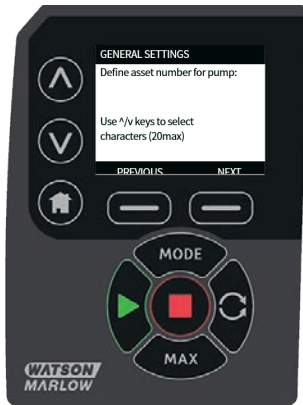 GENERAL SETTINGS
Define asset number for pump:
Use ^/v keys to select
characters (20max)
PREVIOUS NEXT
MODE
MAX
WATSON
MARLOW